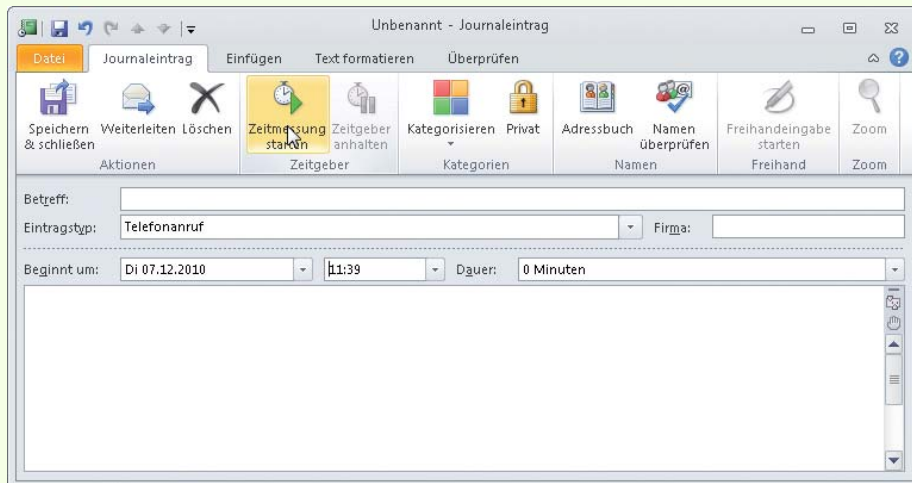 Unbenannt - Journaleintrag
Datei Journaleintrag Einfügen Text formatieren Überprüfen
Speichern & schließen Weiterleiten Löschen Zeitmessung starten Zeitgeber anhalten Kategorisieren Privat Adressbuch Namen überprüfen Freihandeingabe starten Zoom
Aktionen Zeitgeber Kategorien Namen Freihand Zoom
Betreff:
Eintragstyp: Telefonanruf Firma:
Beginnt um: Di 07.12.2010 11:39 Dauer: 0 Minuten